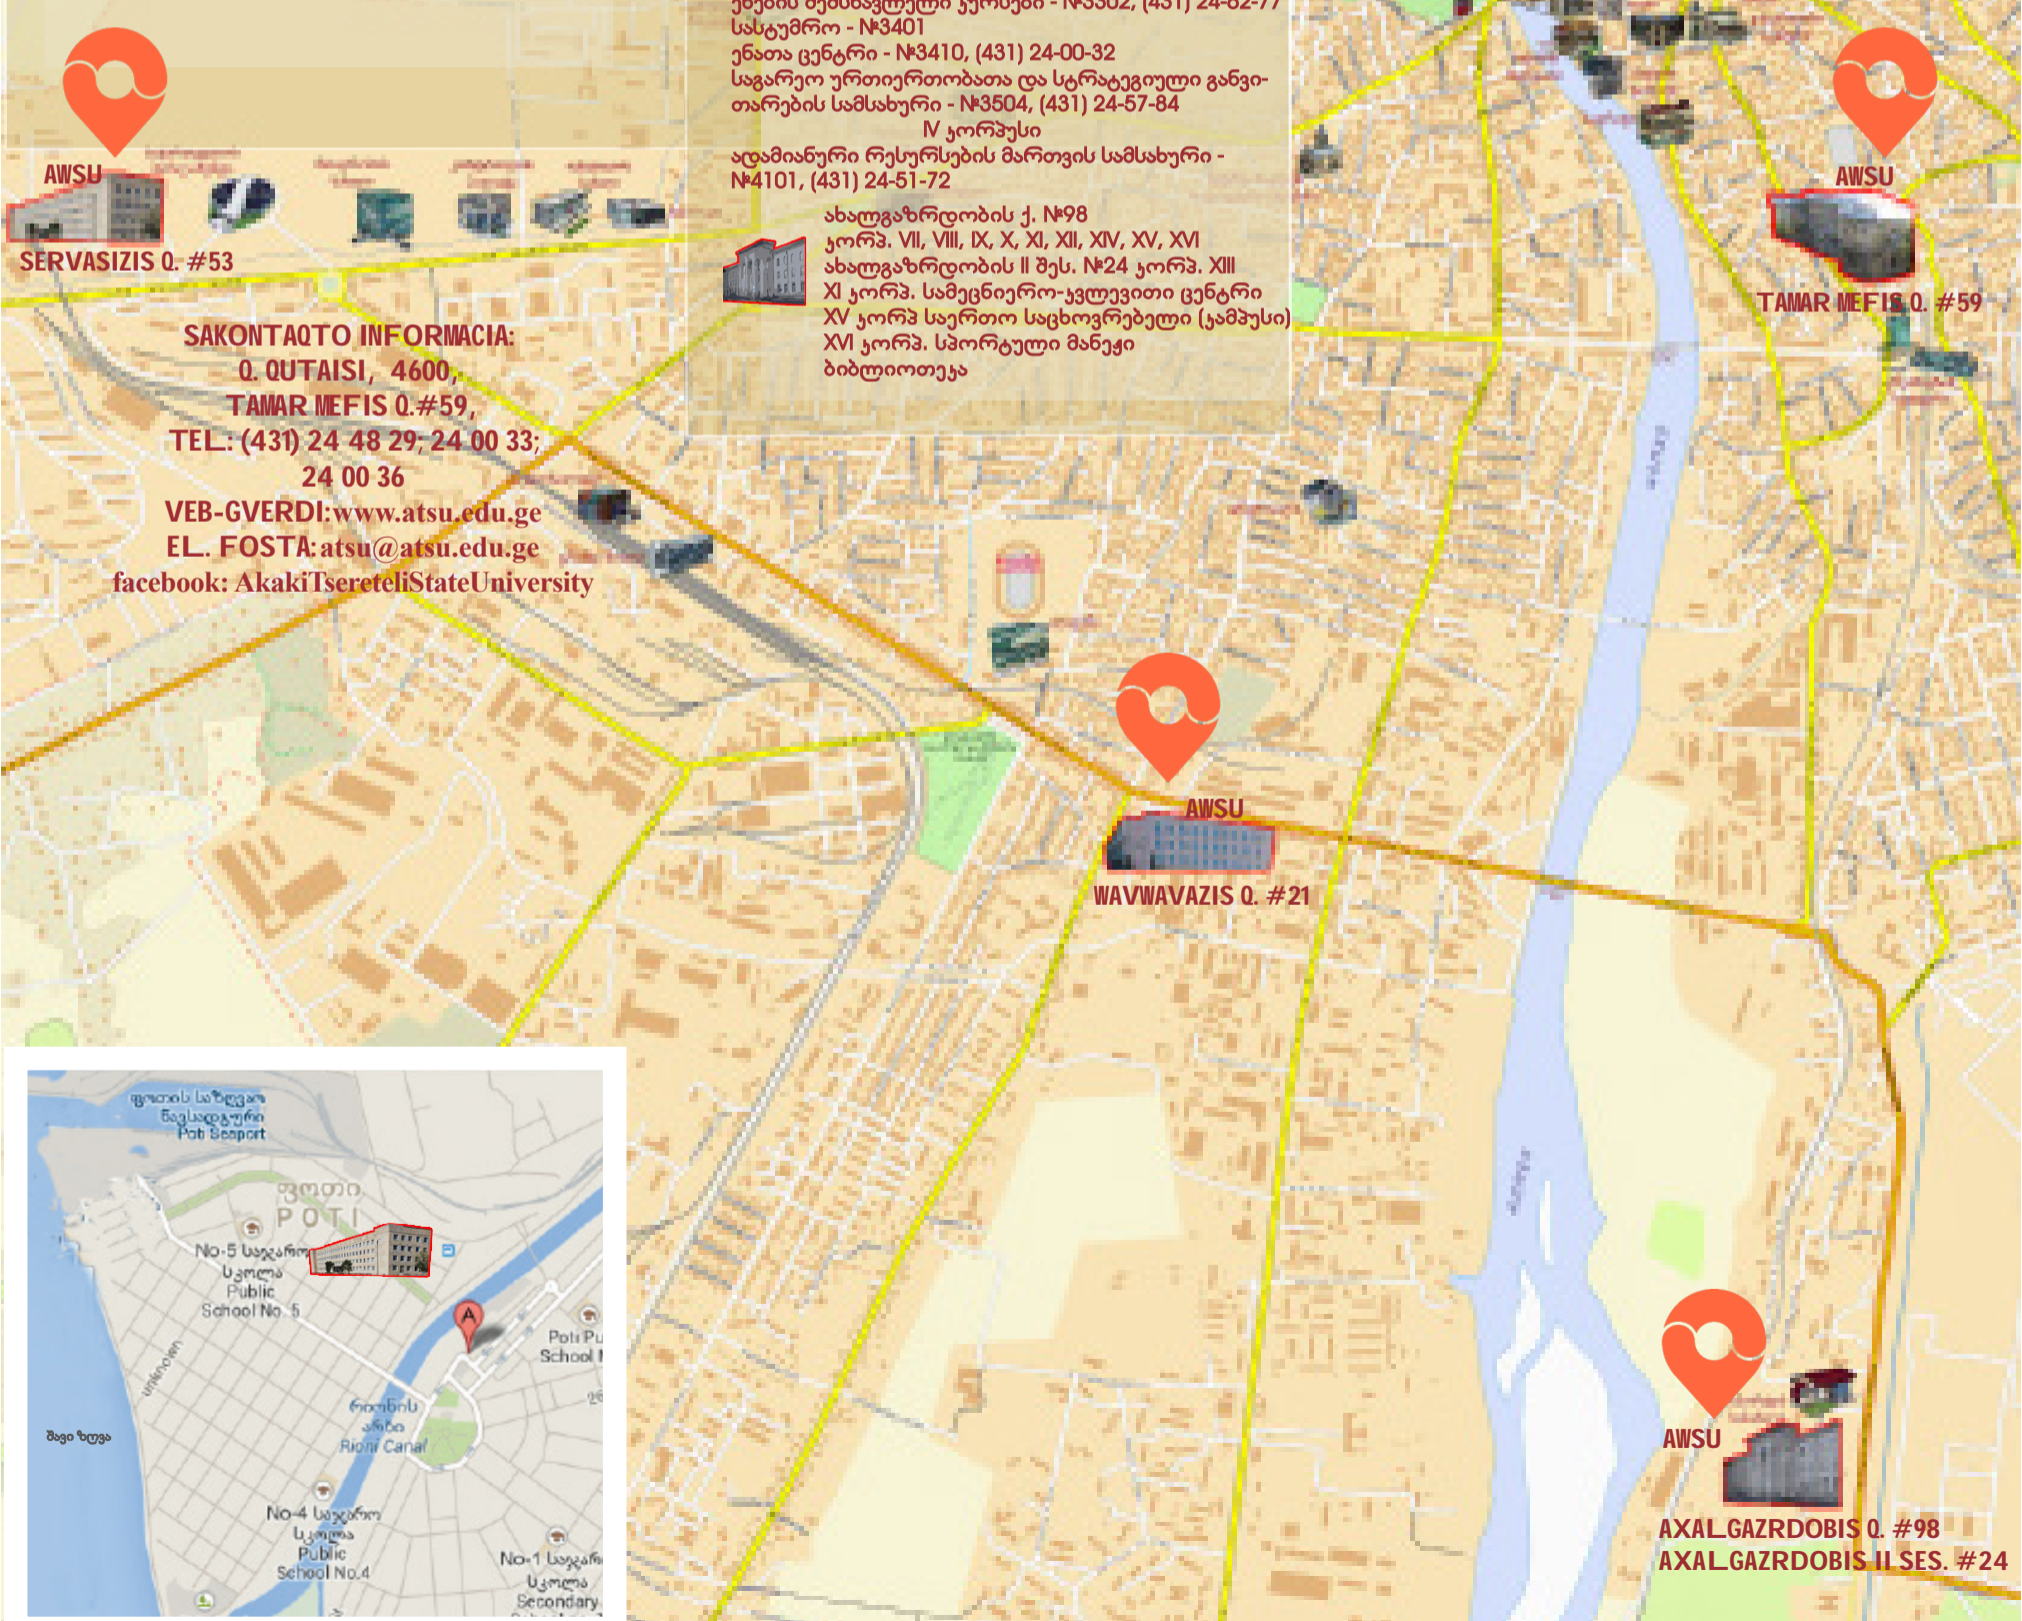 სასტუმრო - №3401
ენათა ცენტრი - №3410, (431) 24-00-32
საგარეო ურთიერთობათა და სტრატეგიული განვი-
თარების სამსახური - №3504, (431) 24-57-84
IV კორპუსი
ადამიანური რესურსების მართვის სამსახური -
№4101, (431) 24-51-72
ახალგაზრდობის ქ. №98
კორპ. VII, VIII, IX, X, XI, XII, XIV, XV, XVI
ახალგაზრდობის II შეს. №24 კორპ. XIII
XI კორპ. სამეცნიერო-კვლევითი ცენტრი
XV კორპ საერთო საცხოვრებელი (კამპუსი)
XVI კორპ. სპორტული მანეჟი
ბიბლიოთეკა
AWSU
SERVASIZIS Q. #53
AWSU
TAMAR MEFIS Q. #59
SAKONTAQTO INFORMACIA:
Q. QUTAISI, 4600,
TAMAR MEFIS Q.#59,
TEL.: (431) 24 48 29; 24 00 33;
24 00 36
VEB-GVERDI:www.atsu.edu.ge
EL. FOSTA:atsu@atsu.edu.ge
facebook: AkakiTsereteliStateUniversity
AWSU
WAVWAVAZIS Q. #21
ფოთის საზღვაო
ნავსადგური
Poti Seaport
ფოთი
POTI
No-5 საჯარო
სკოლა
Public
School No. 5
A
Poti Pu
School
unknown
რიონის
არხი
Rioni Canal
შავი ზღვა
No-4 საჯარო
სკოლა
Public
School No.4
No-1 საჯარ
სკოლა
Secondary
AWSU
AXALGAZRDOBIS Q. #98
AXALGAZRDOBIS II SES. #24